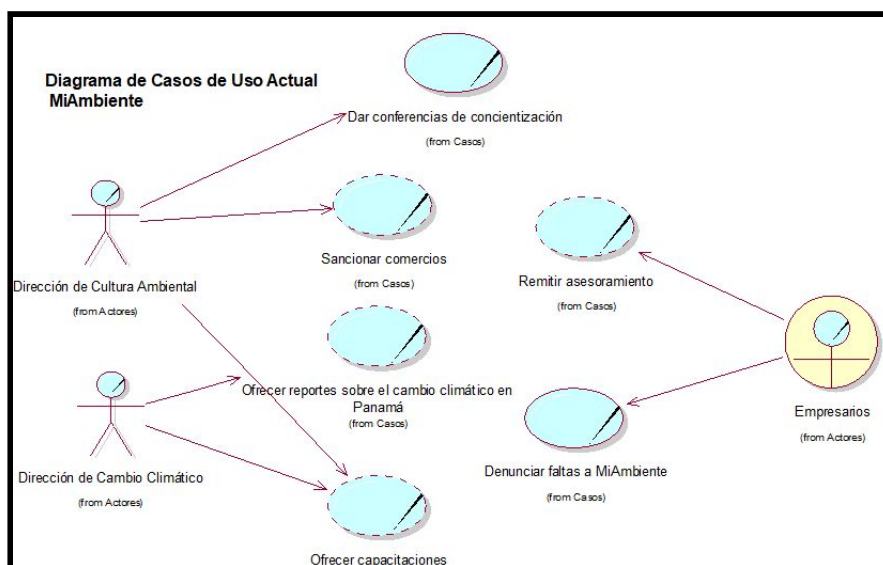 Diagrama de Casos de Uso Actual
MiAmbiente
Dar conferencias de concientización
(from Casos)
Sancionar comercios
(from Casos)
Remitir asesoramiento
(from Casos)
Dirección de Cultura Ambiental
(from Actores)
Ofrecer reportes sobre el cambio climático en
Panamá
(from Casos)
Empresarios
(from Actores)
Denunciar faltas a MiAmbiente
(from Casos)
Dirección de Cambio Climático
(from Actores)
Ofrecer capacitaciones